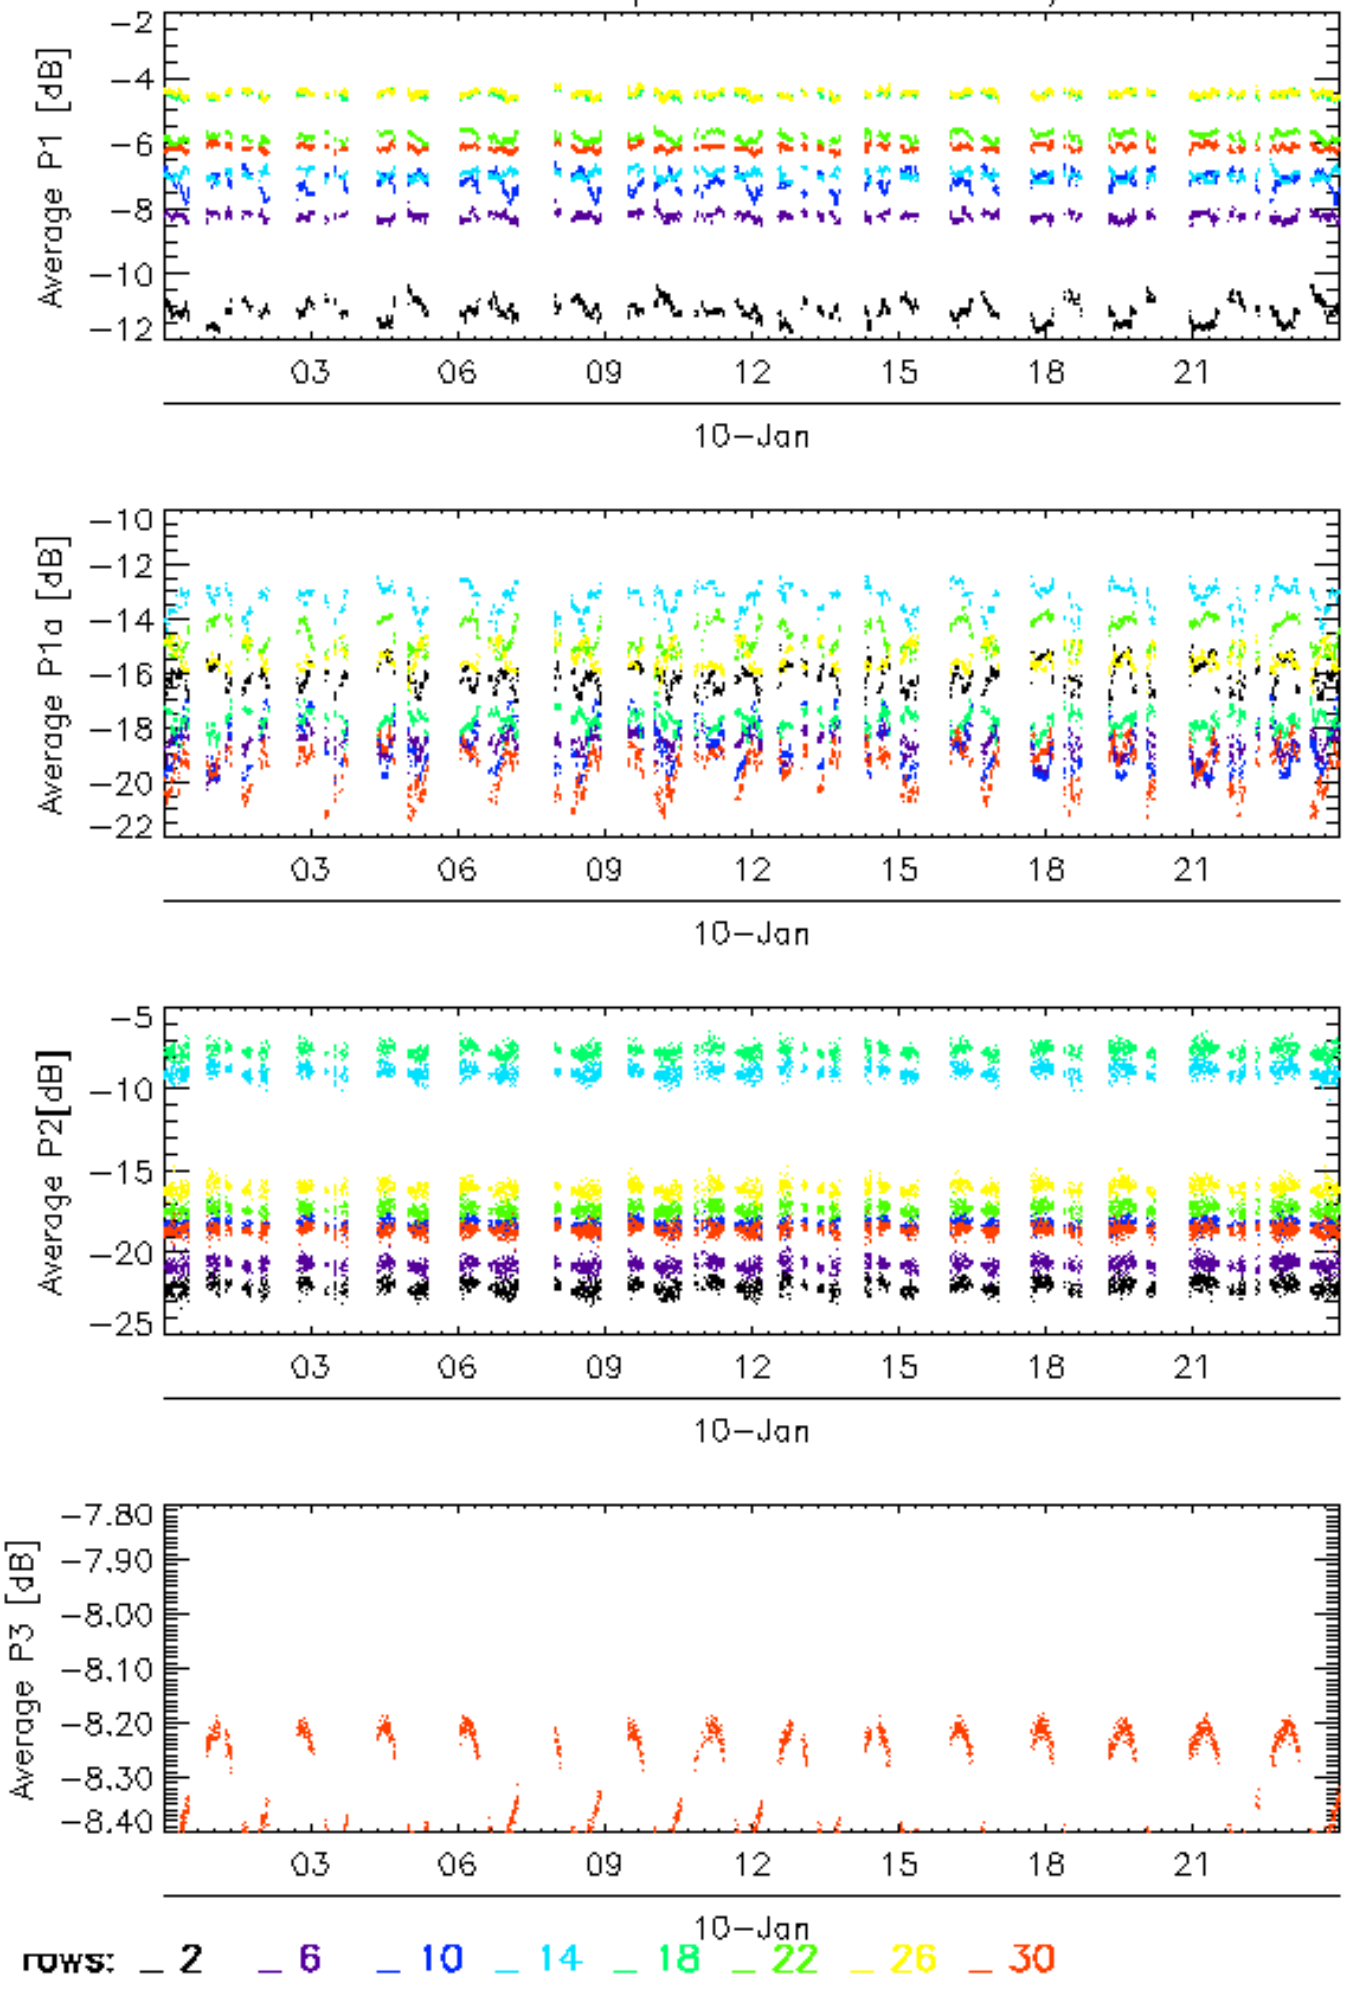 −2
−4
−6
−8
−10
−12
Average P1 [dB]
03 06 09 12 15 18 21
10−Jan
−10
−12
−14
−16
−18
−20
−22
Average P1a [dB]
03 06 09 12 15 18 21
10−Jan
−5
−10
−15
−20
−25
Average P2[dB]
03 06 09 12 15 18 21
10−Jan
−7.80
−7.90
−8.00
−8.10
−8.20
−8.30
−8.40
Average P3 [dB]
03 06 09 12 15 18 21
10−Jan
rows: _ 2 _ 6 _ 10 _ 14 _ 18 _ 22 _ 26 _ 30